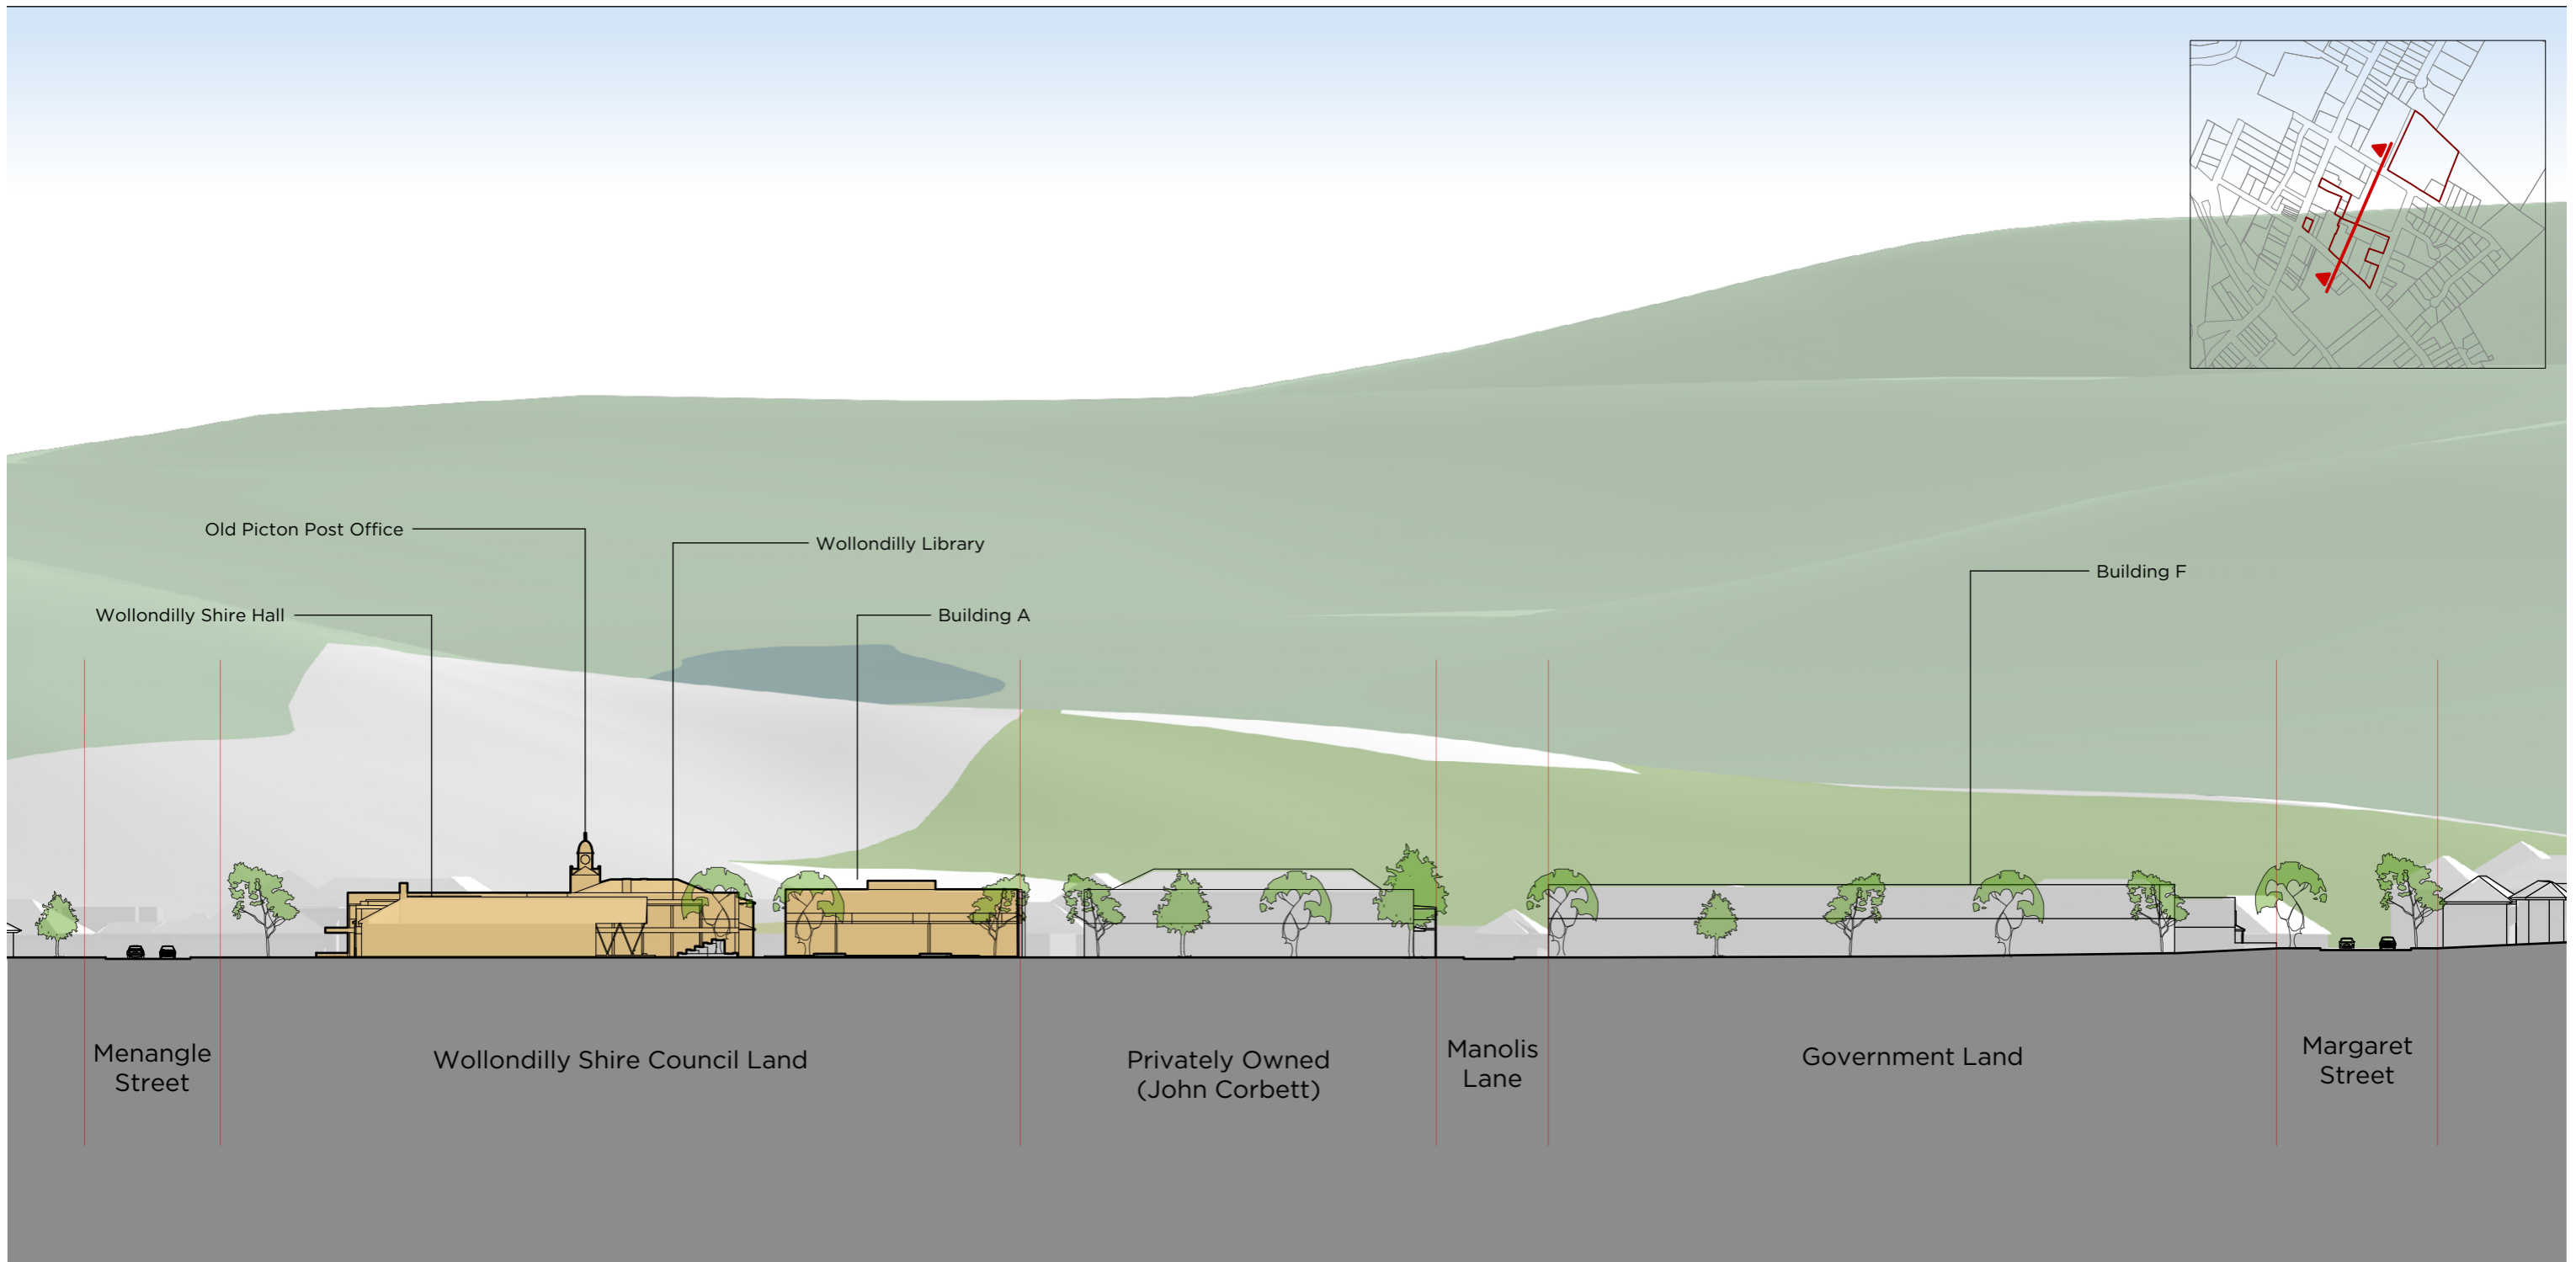 Old Picton Post Office
Wollondilly Library
Building F
Wollondilly Shire Hall
Building A
Menangle
Street
Wollondilly Shire Council Land
Privately Owned
(John Corbett)
Manolis
Lane
Government Land
Margaret
Street